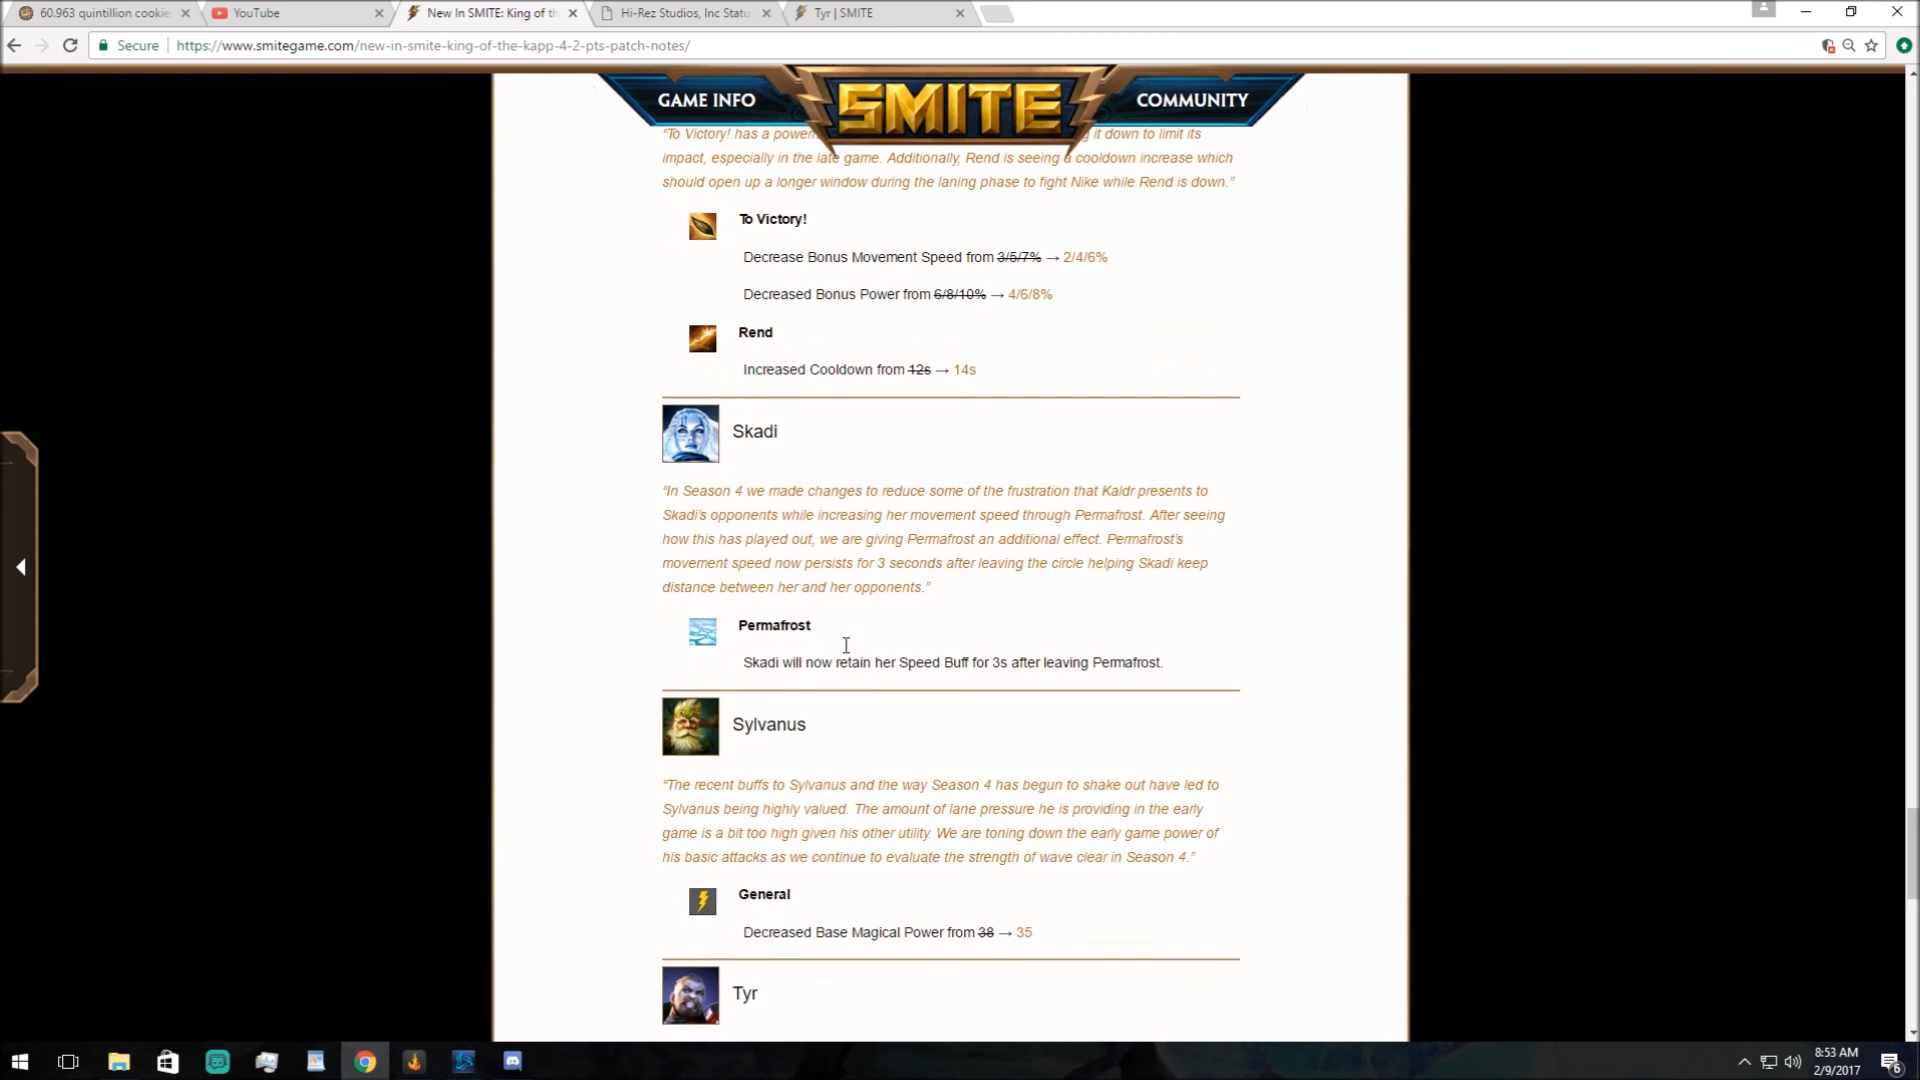 60.963 quintillion cookie
YouTube
New In SMITE: King of th
Hi-Rez Studios, Inc Statu
Tyr | SMITE
Secure
https://www.smitegame.com/new-in-smite-king-of-the-kapp-4-2-pts-patch-notes/
GAME INFO
SMITE
COMMUNITY
“To Victory! has a power it down to limit its
impact, especially in the late game. Additionally, Rend is seeing a cooldown increase which
should open up a longer window during the laning phase to fight Nike while Rend is down.”
To Victory!
Decrease Bonus Movement Speed from 3/5/7% → 2/4/6%
Decreased Bonus Power from 6/8/10% → 4/6/8%
Rend
Increased Cooldown from 12s → 14s
Skadi
“In Season 4 we made changes to reduce some of the frustration that Kaldr presents to
Skadi’s opponents while increasing her movement speed through Permafrost. After seeing
how this has played out, we are giving Permafrost an additional effect. Permafrost’s
movement speed now persists for 3 seconds after leaving the circle helping Skadi keep
distance between her and her opponents.”
Permafrost
Skadi will now retain her Speed Buff for 3s after leaving Permafrost.
Sylvanus
“The recent buffs to Sylvanus and the way Season 4 has begun to shake out have led to
Sylvanus being highly valued. The amount of lane pressure he is providing in the early
game is a bit too high given his other utility. We are toning down the early game power of
his basic attacks as we continue to evaluate the strength of wave clear in Season 4.”
General
Decreased Base Magical Power from 38 → 35
Tyr
8:53 AM
2/9/2017
6